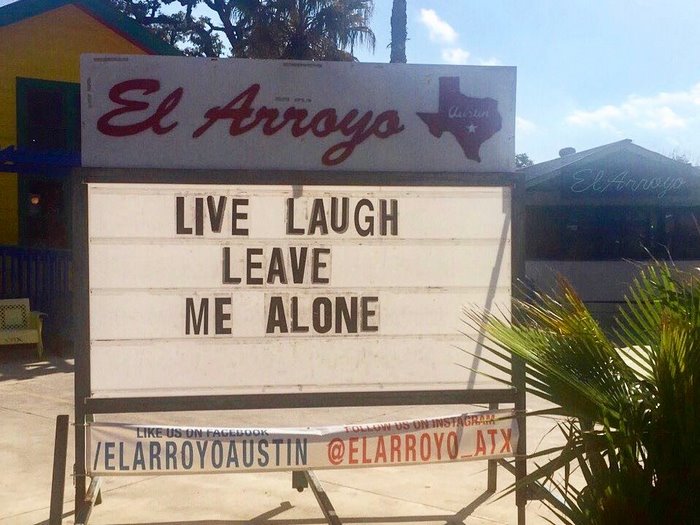 El Arroyo
Austin
El Arroyo
LIVE LAUGH
LEAVE
ME ALONE
LIKE US ON FACEBOOK
/ELARROYOAUSTIN
FOLLOW US ON INSTAGRAM
@ELARROYO_ATX